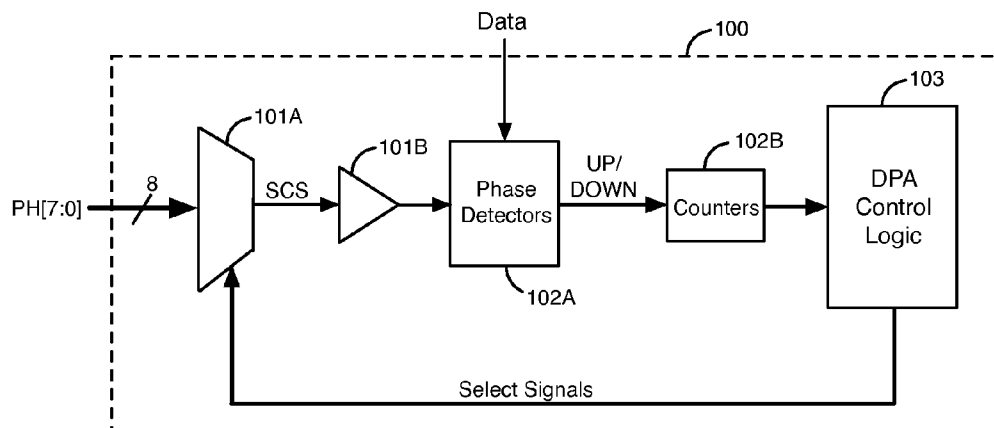 Data
100
103
101A
101B
102B
8
UP/
DOWN
DPA
Control
Logic
PH[7:0]
SCS
Phase
Detectors
Counters
102A
Select Signals